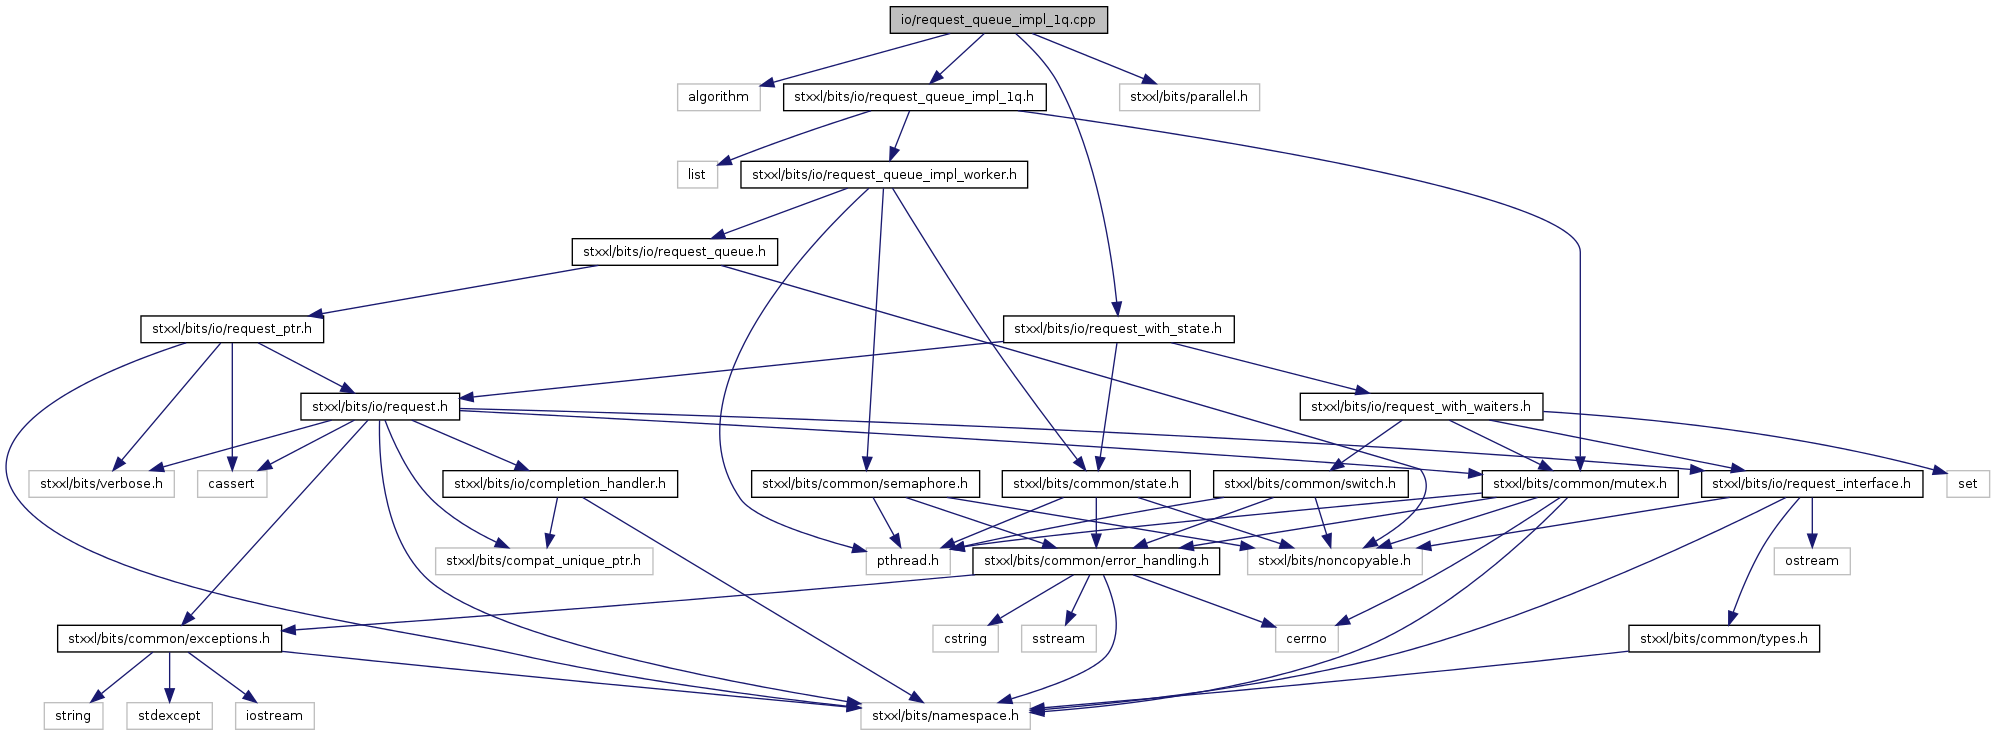 io/request_queue_impl_1q.cpp
algorithm
stxxl/bits/io/request_queue_impl_1q.h
stxxl/bits/parallel.h
list
stxxl/bits/io/request_queue_impl_worker.h
stxxl/bits/io/request_queue.h
stxxl/bits/io/request_ptr.h
stxxl/bits/io/request_with_state.h
stxxl/bits/io/request.h
stxxl/bits/io/request_with_waiters.h
stxxl/bits/verbose.h
cassert
stxxl/bits/io/completion_handler.h
stxxl/bits/common/semaphore.h
stxxl/bits/common/state.h
stxxl/bits/common/switch.h
stxxl/bits/common/mutex.h
stxxl/bits/io/request_interface.h
set
stxxl/bits/compat_unique_ptr.h
pthread.h
stxxl/bits/common/error_handling.h
stxxl/bits/noncopyable.h
ostream
stxxl/bits/common/exceptions.h
cstring
sstream
cerrno
stxxl/bits/common/types.h
string
stdexcept
iostream
stxxl/bits/namespace.h